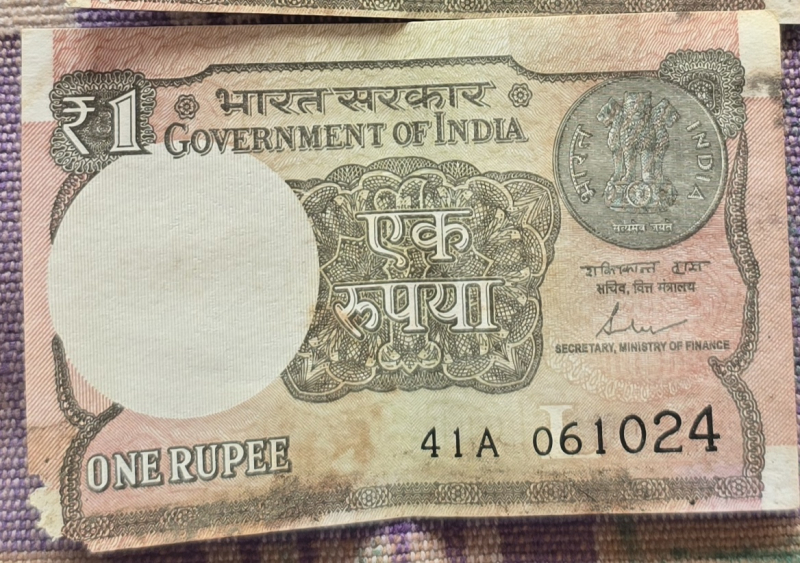 ₹1
भारत सरकार
GOVERNMENT OF INDIA
भारत
INDIA
सत्यमेव जयते
एक
रुपया
शक्तिकान्त दास
सचिव, वित्त मंत्रालय
SECRETARY, MINISTRY OF FINANCE
L
41A 061024
ONE RUPEE